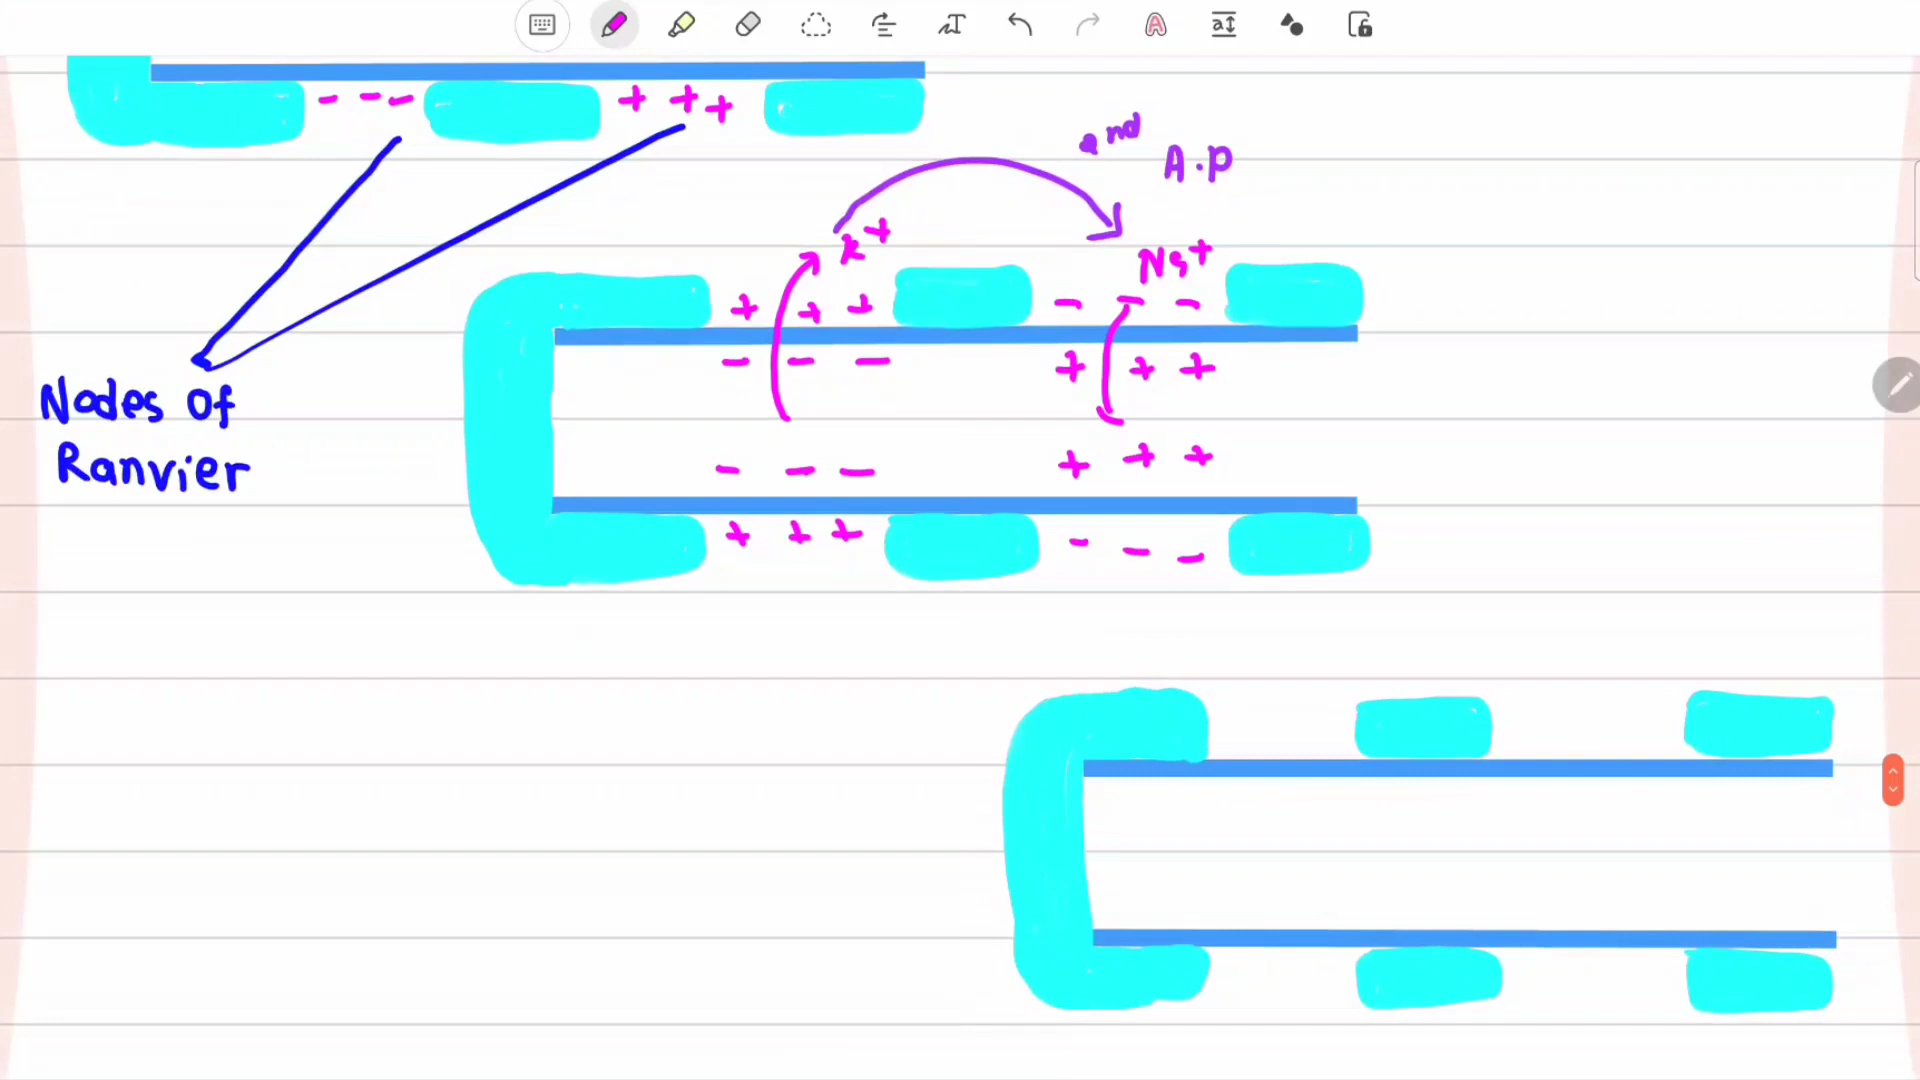 - - - + + +
2nd
A.P
K+ Na+
+ + + - - -
- - - + + +
Nodes Of
Ranvier
- - - + + +
+ + + - - -